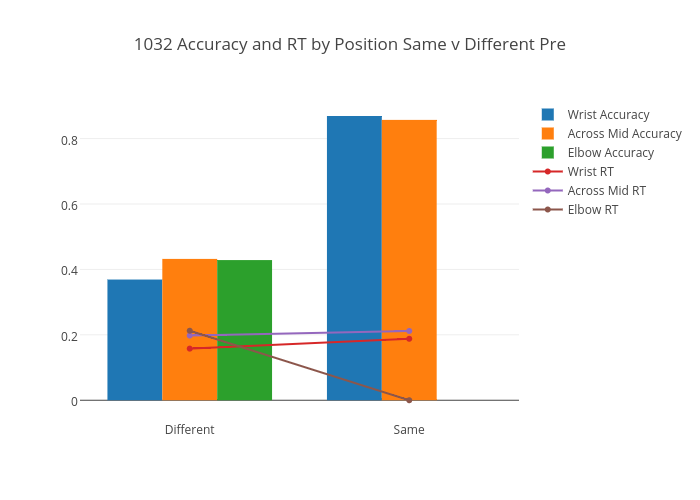 1032 Accuracy and RT by Position Same v Different Pre
Wrist Accuracy
Across Mid Accuracy
Elbow Accuracy
Wrist RT
Across Mid RT
Elbow RT
0.8
0.6
0.4
0.2
0
Different
Same